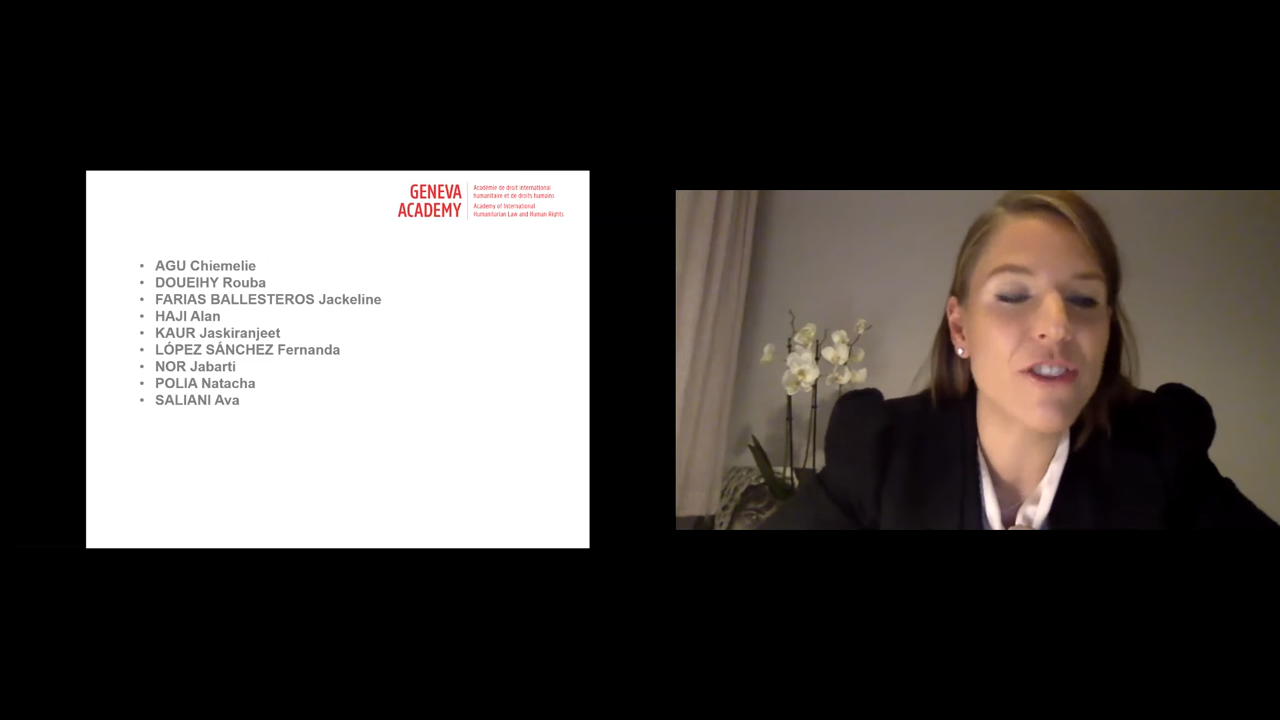 GENEVA
ACADEMY
Académie de droit international
humanitaire et de droits humains
Academy of International
Humanitarian Law and Human Rights
• AGU Chiemelie
• DOUEIHY Rouba
• FARIAS BALLESTEROS Jackeline
• HAJI Alan
• KAUR Jaskiranjeet
• LÓPEZ SÁNCHEZ Fernanda
• NOR Jabarti
• POLIA Natacha
• SALIANI Ava